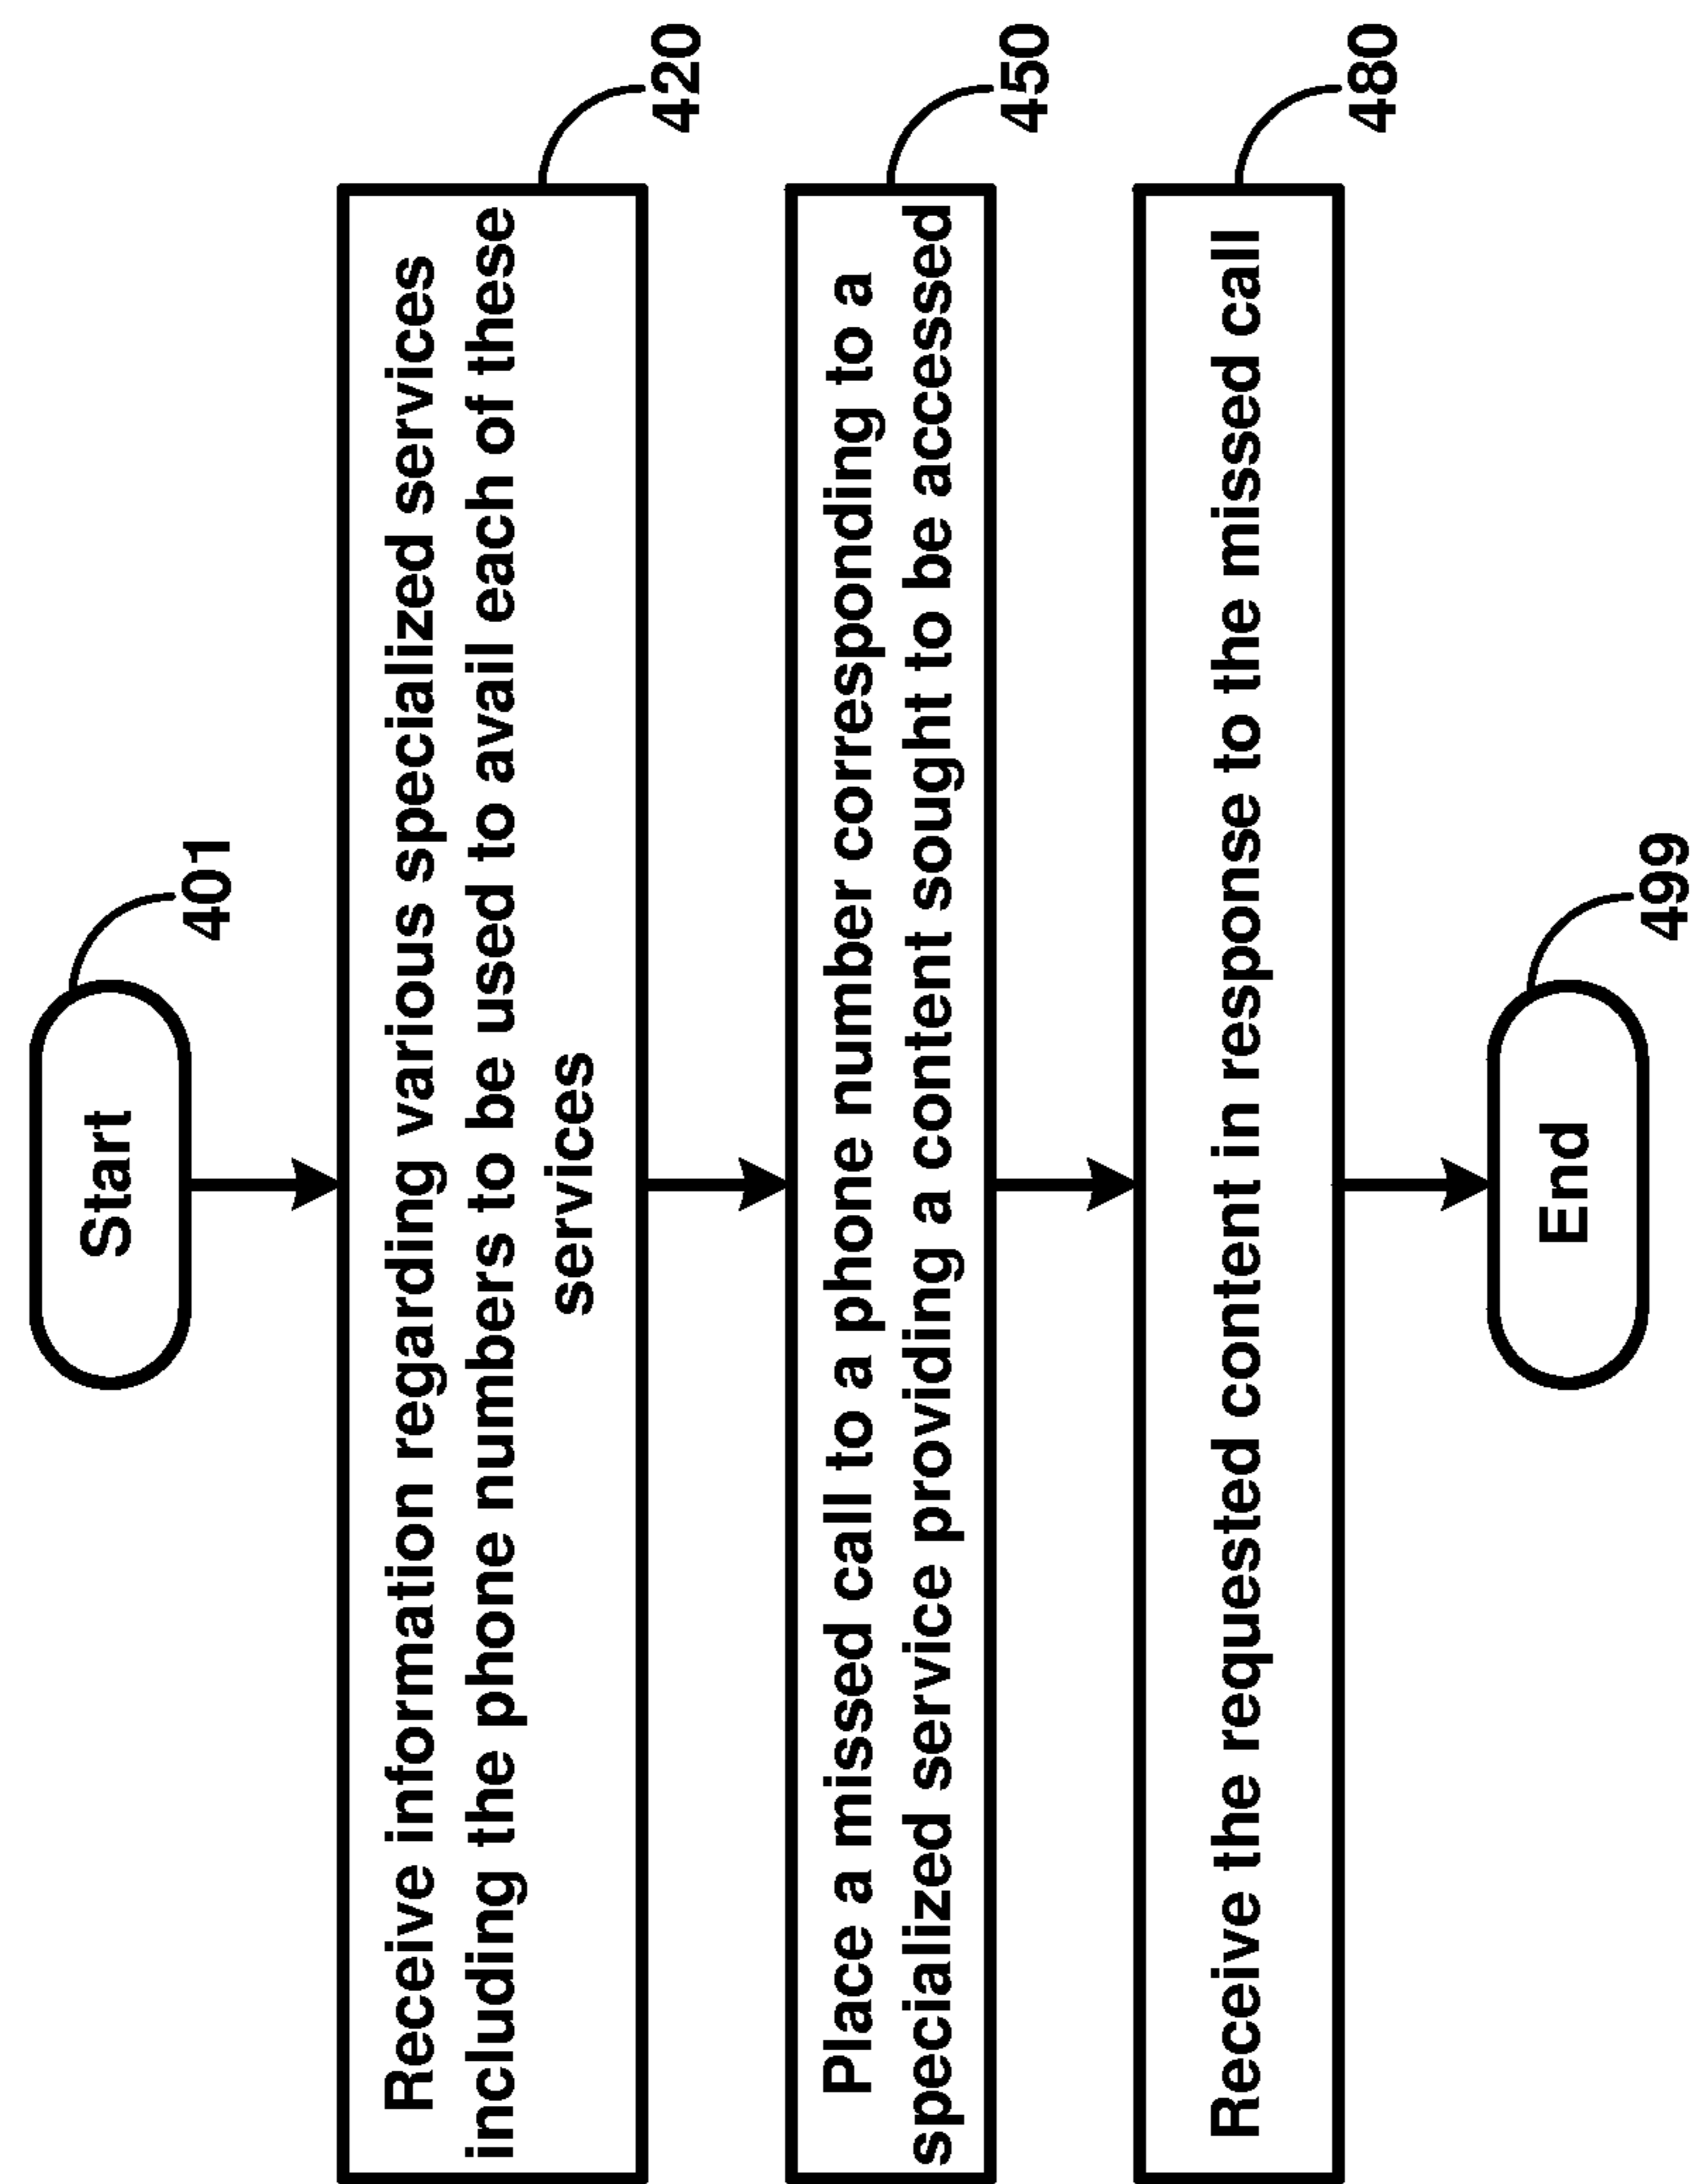 Start
401
Receive information regarding various specialized services
including the phone numbers to be used to avail each of these
services
420
Place a missed call to a phone number corresponding to a
specialized service providing a content sought to be accessed
450
Receive the requested content in response to the missed call
480
End
499